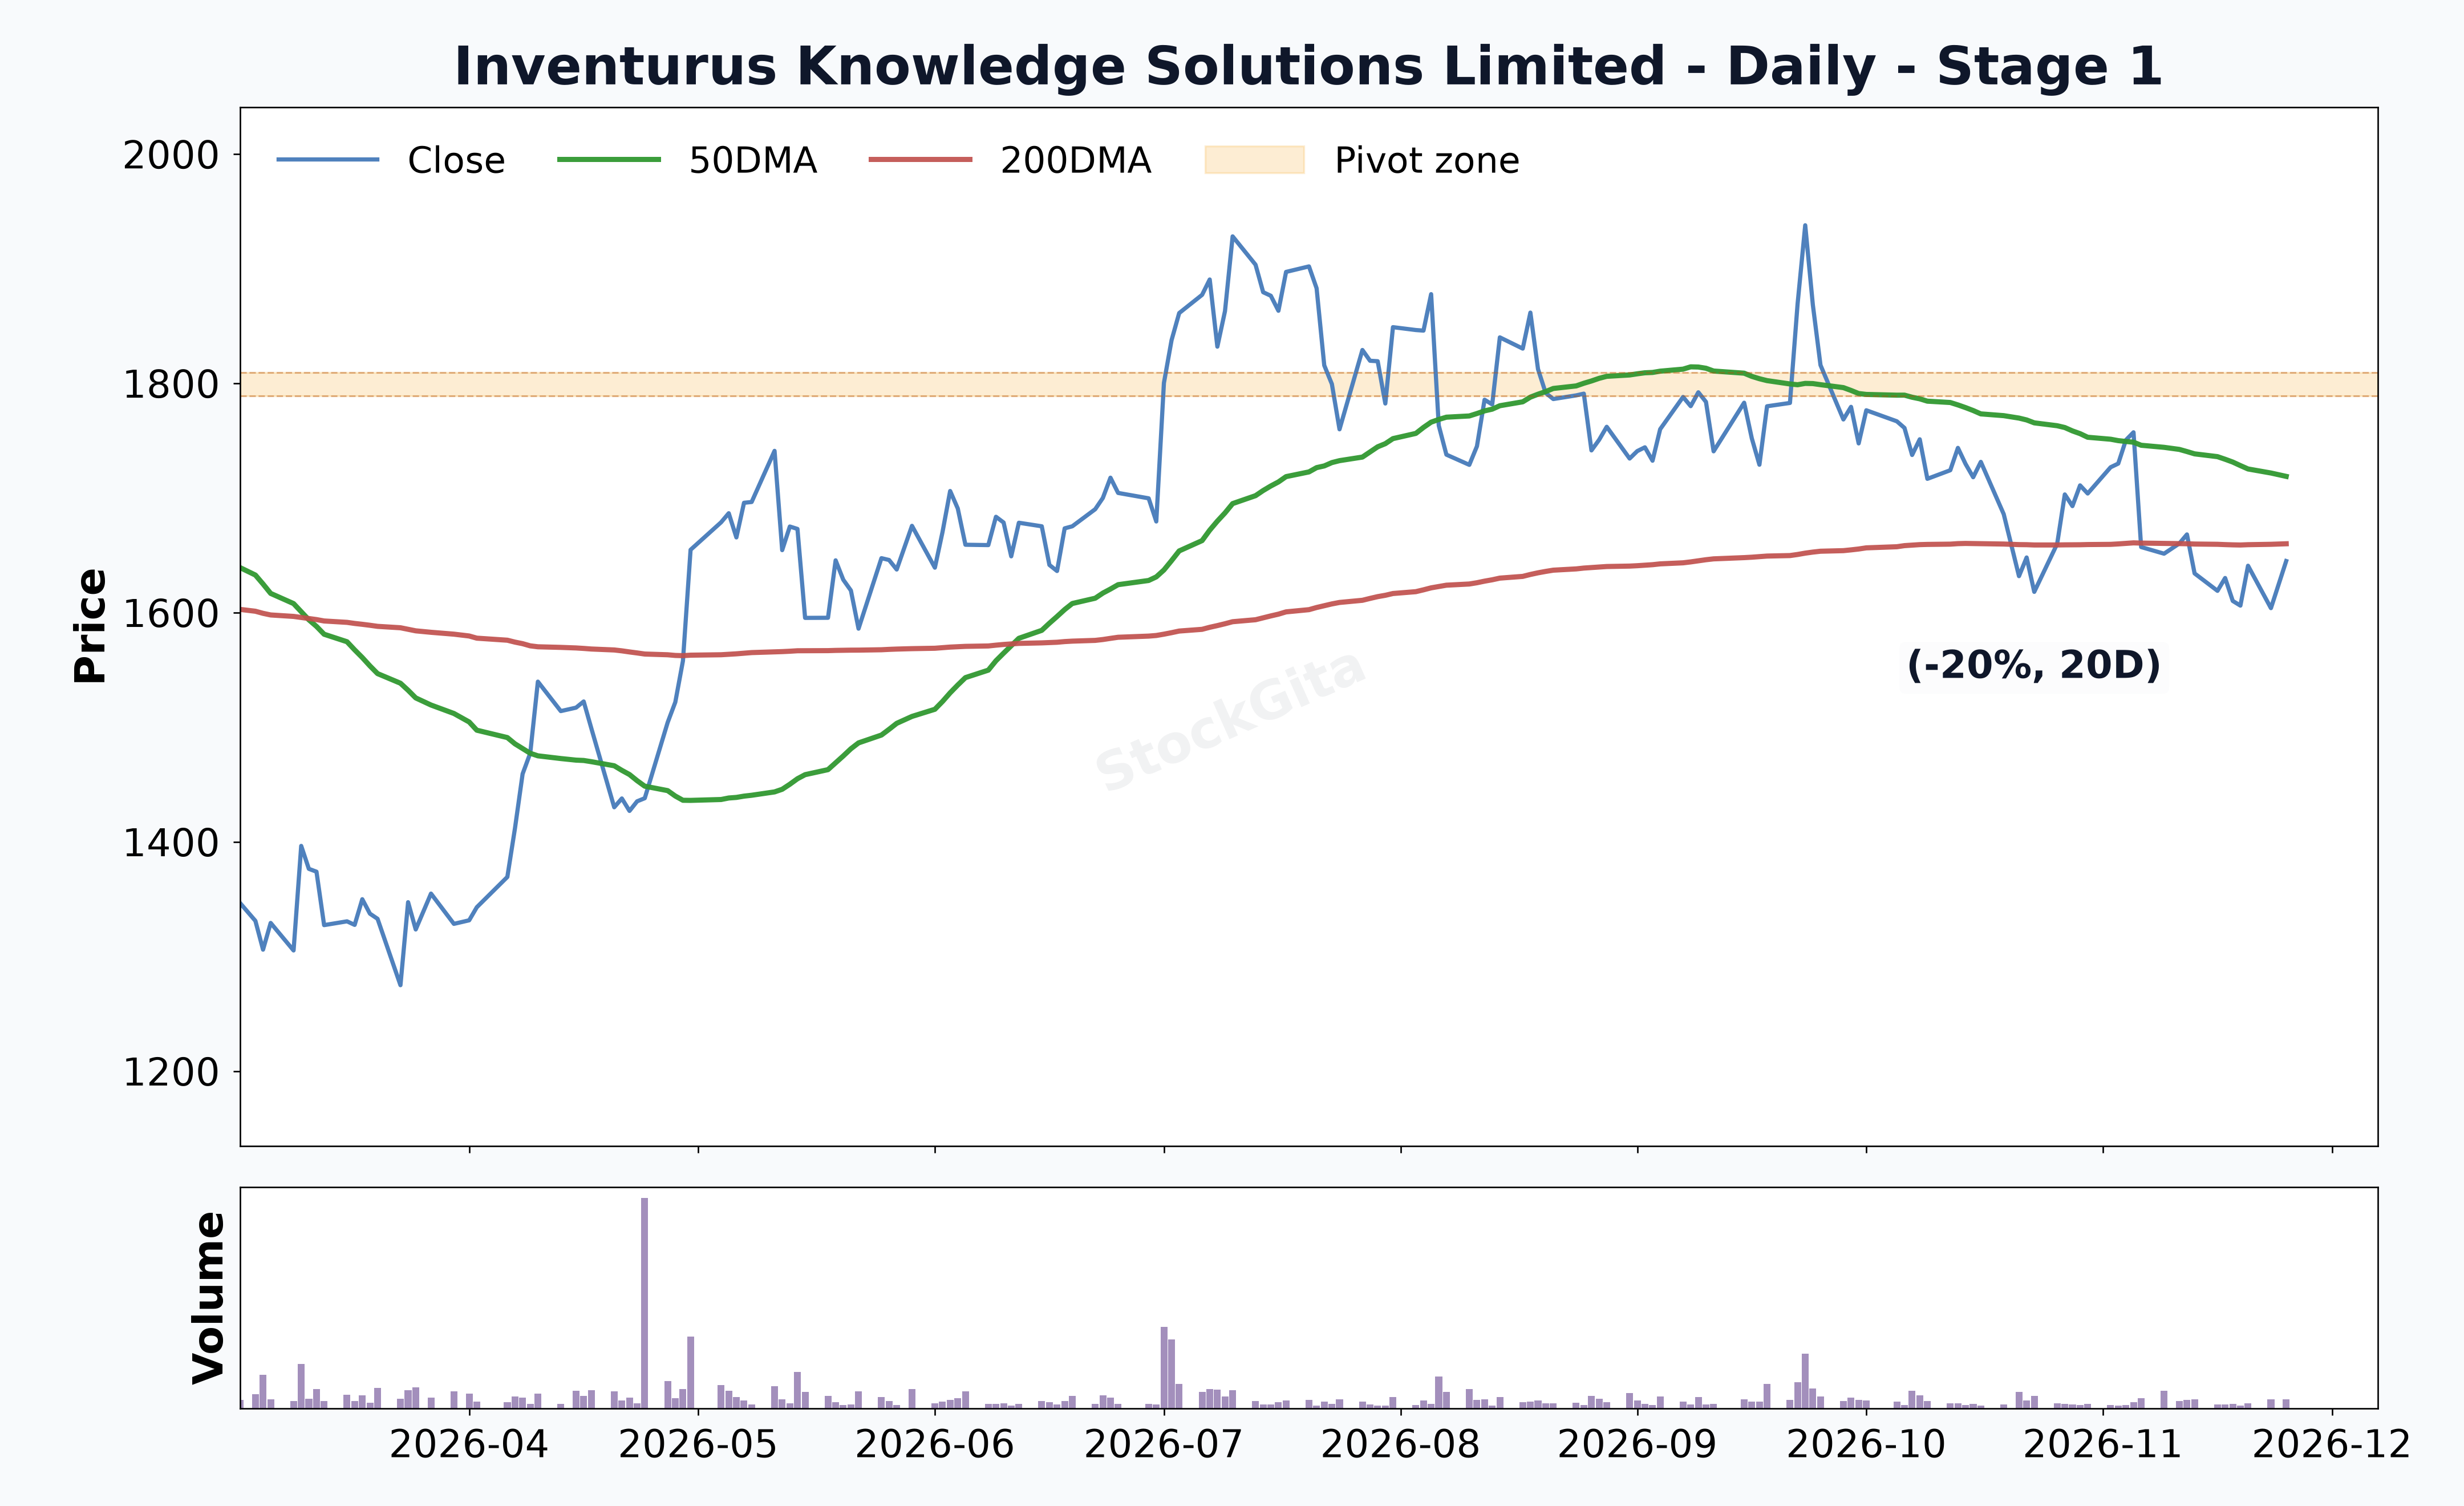 Inventurus Knowledge Solutions Limited - Daily - Stage 1
Close 50DMA 200DMA Pivot zone
Price
2000
1800
1600
1400
1200
(-20%, 20D)
StockGita
Volume
2026-04 2026-05 2026-06 2026-07 2026-08 2026-09 2026-10 2026-11 2026-12